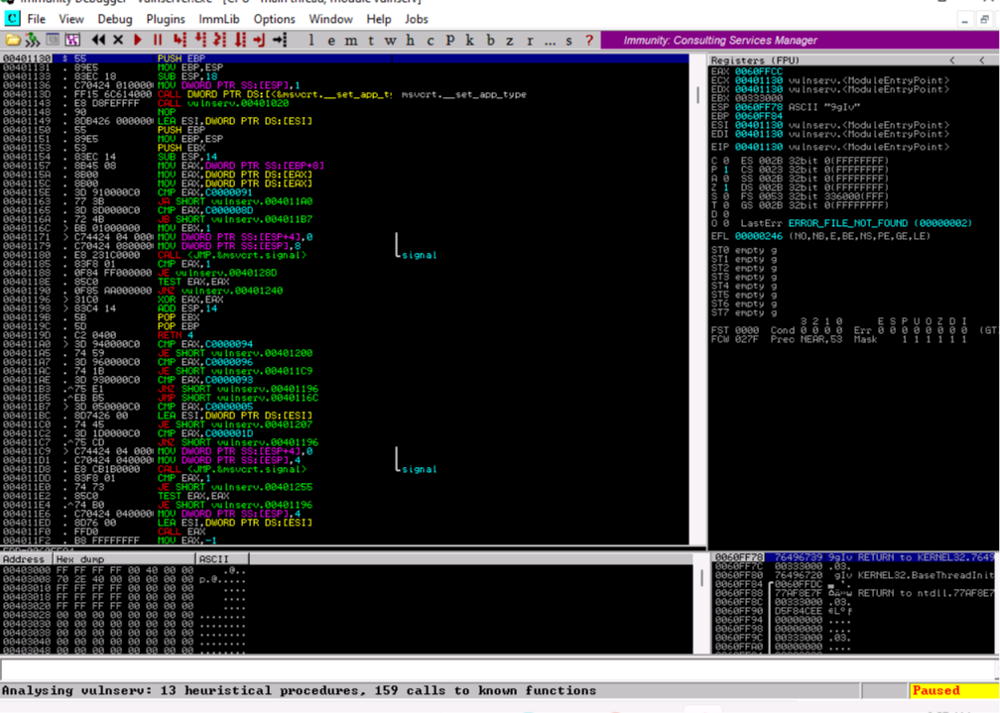 Immunity Debugger - vulnserver.exe - [CPU - main thread, module vulnserv]
C File View Debug Plugins ImmLib Options Window Help Jobs
l e m t w h c P k b z r ... s ? Immunity: Consulting Services Manager
00401130 $ 55 PUSH EBP
00401131 . 89E5 MOV EBP,ESP
00401133 . 83EC 18 SUB ESP,18
00401136 . C70424 010000 MOV DWORD PTR SS:[ESP],1
0040113D . FF15 6C614000 CALL DWORD PTR DS:[<&msvcrt.__set_app_t msvcrt.__set_app_type
00401143 . E8 D8FEFFFF CALL vulnserv.00401020
00401148 . 90 NOP
00401149 . 8DB426 000000 LEA ESI,DWORD PTR DS:[ESI]
00401150 . 55 PUSH EBP
00401151 . 89E5 MOV EBP,ESP
00401153 . 53 PUSH EBX
00401154 . 83EC 14 SUB ESP,14
00401157 . 8B45 08 MOV EAX,DWORD PTR SS:[EBP+8]
0040115A . 8B00 MOV EAX,DWORD PTR DS:[EAX]
0040115C . 8B00 MOV EAX,DWORD PTR DS:[EAX]
0040115E . 3D 910000C0 CMP EAX,C0000091
00401163 . 77 3B JA SHORT vulnserv.004011A0
00401165 . 3D 8D0000C0 CMP EAX,C000008D
0040116A . 72 4B JB SHORT vulnserv.004011B7
0040116C > BB 01000000 MOV EBX,1
00401171 > C74424 04 000 MOV DWORD PTR SS:[ESP+4],0
00401179 . C70424 080000 MOV DWORD PTR SS:[ESP],8
00401180 . E8 231C0000 CALL <JMP.&msvcrt.signal> signal
00401185 . 83F8 01 CMP EAX,1
00401188 . 0F84 FF000000 JE vulnserv.0040128D
0040118E . 85C0 TEST EAX,EAX
00401190 . 0F85 AA000000 JNZ vulnserv.00401240
00401196 > 31C0 XOR EAX,EAX
00401198 > 83C4 14 ADD ESP,14
0040119B . 5B POP EBX
0040119C . 5D POP EBP
0040119D . C2 0400 RETN 4
004011A0 > 3D 940000C0 CMP EAX,C0000094
004011A5 . 74 59 JE SHORT vulnserv.00401200
004011A7 . 3D 960000C0 CMP EAX,C0000096
004011AC . 74 1B JE SHORT vulnserv.004011C9
004011AE . 3D 930000C0 CMP EAX,C0000093
004011B3 .^75 E1 JNZ SHORT vulnserv.00401196
004011B5 .^EB B5 JMP SHORT vulnserv.0040116C
004011B7 > 3D 050000C0 CMP EAX,C0000005
004011BC . 8D7426 00 LEA ESI,DWORD PTR DS:[ESI]
004011C0 . 74 45 JE SHORT vulnserv.00401207
004011C2 . 3D 1D0000C0 CMP EAX,C000001D
004011C7 .^75 CD JNZ SHORT vulnserv.00401196
004011C9 > C74424 04 000 MOV DWORD PTR SS:[ESP+4],0
004011D1 . C70424 040000 MOV DWORD PTR SS:[ESP],4
004011D8 . E8 CB1B0000 CALL <JMP.&msvcrt.signal> signal
004011DD . 83F8 01 CMP EAX,1
004011E0 . 74 73 JE SHORT vulnserv.00401255
004011E2 . 85C0 TEST EAX,EAX
004011E4 .^74 B0 JE SHORT vulnserv.00401196
004011E6 . C70424 040000 MOV DWORD PTR SS:[ESP],4
004011ED . 8D76 00 LEA ESI,DWORD PTR DS:[ESI]
004011F0 . FFD0 CALL EAX
004011F2 . B8 FFFFFFFF MOV EAX,-1
Registers (FPU) < <
EAX 0060FFCC
ECX 00401130 vulnserv.<ModuleEntryPoint>
EDX 00401130 vulnserv.<ModuleEntryPoint>
EBX 00333000
ESP 0060FF78 ASCII "9gIv"
EBP 0060FF84
ESI 00401130 vulnserv.<ModuleEntryPoint>
EDI 00401130 vulnserv.<ModuleEntryPoint>
EIP 00401130 vulnserv.<ModuleEntryPoint>
C 0 ES 002B 32bit 0(FFFFFFFF)
P 1 CS 0023 32bit 0(FFFFFFFF)
A 0 SS 002B 32bit 0(FFFFFFFF)
Z 1 DS 002B 32bit 0(FFFFFFFF)
S 0 FS 0053 32bit 336000(FFF)
T 0 GS 002B 32bit 0(FFFFFFFF)
D 0
O 0 LastErr ERROR_FILE_NOT_FOUND (00000002)
EFL 00000246 (NO,NB,E,BE,NS,PE,GE,LE)
ST0 empty g
ST1 empty g
ST2 empty g
ST3 empty g
ST4 empty g
ST5 empty g
ST6 empty g
ST7 empty g
3 2 1 0 E S P U O Z D I
FST 0000 Cond 0 0 0 0 Err 0 0 0 0 0 0 0 0 (GT
FCW 027F Prec NEAR,53 Mask 1 1 1 1 1 1
Address Hex dump ASCII
00403000 FF FF FF FF 00 40 00 00 .@..
00403008 70 2E 40 00 00 00 00 00 p.@.....
00403010 FF FF FF FF 00 00 00 00 ....
00403018 FF FF FF FF 00 00 00 00 ....
00403020 FF FF FF FF 00 00 00 00 ....
00403028 00 00 00 00 00 00 00 00 ........
00403030 00 00 00 00 00 00 00 00 ........
00403038 00 00 00 00 00 00 00 00 ........
00403040 00 00 00 00 00 00 00 00 ........
00403048 00 00 00 00 00 00 00 00 ........
0060FF78 76496739 9gIv RETURN to KERNEL32.7649
0060FF7C 00333000 .03.
0060FF80 76496720 gIv KERNEL32.BaseThreadInit
0060FF84 0060FFDC
0060FF88 77AF8E7F RETURN to ntdll.77AF8E7
0060FF8C 00333000 .03.
0060FF90 D5F84CEE
0060FF94 00000000 ....
0060FF98 00000000 ....
0060FF9C 00333000 .03.
0060FFA0 00000000 ....
Analysing vulnserv: 13 heuristical procedures, 159 calls to known functions
Paused